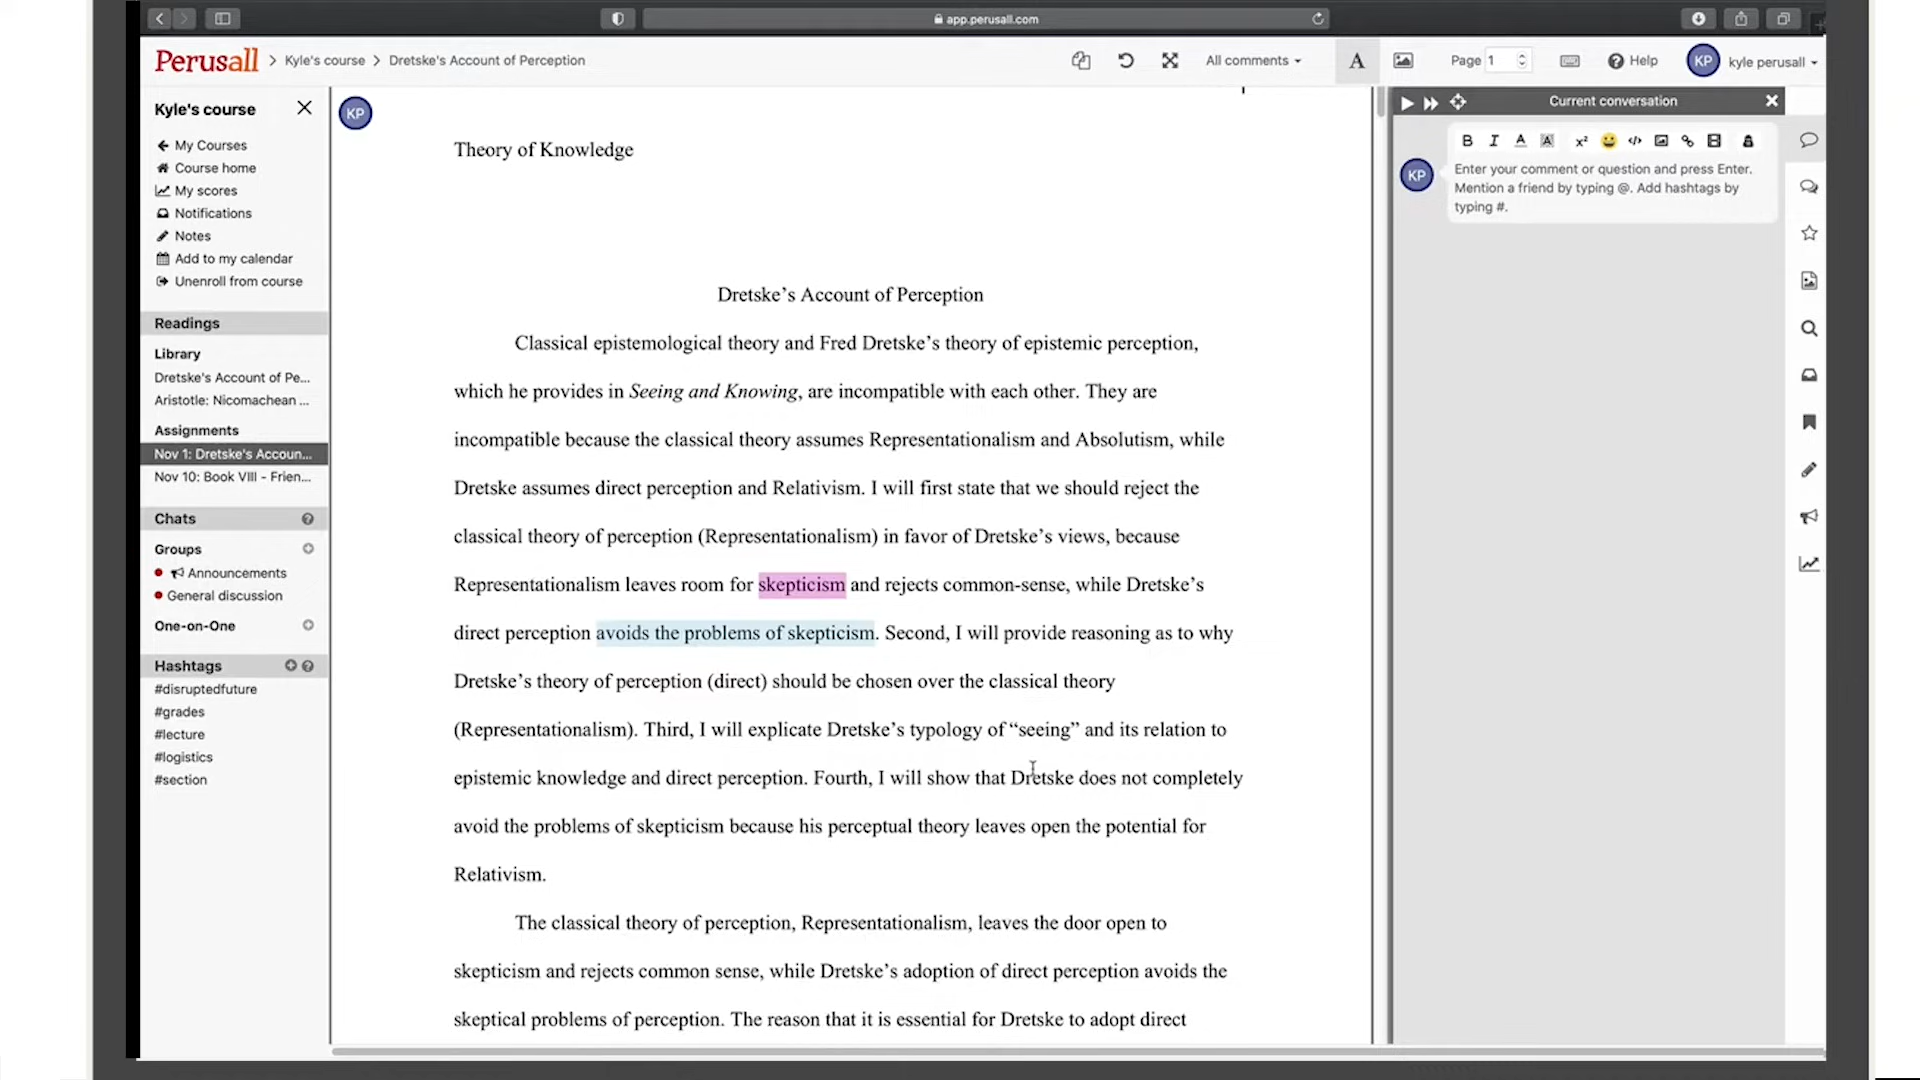 app.perusall.com
Perusall > Kyle's course > Dretske's Account of Perception
All comments
A
Page 1
Help
KP
kyle perusall
Kyle's course
My Courses
Course home
My scores
Notifications
Notes
Add to my calendar
Unenroll from course
Readings
Library
Dretske's Account of Pe...
Aristotle: Nicomachean ...
Assignments
Nov 1: Dretske's Accoun...
Nov 10: Book VIII - Frien...
Chats
Groups
Announcements
General discussion
One-on-One
Hashtags
#disruptedfuture
#grades
#lecture
#logistics
#section
KP
Theory of Knowledge
Dretske’s Account of Perception
Classical epistemological theory and Fred Dretske’s theory of epistemic perception,
which he provides in Seeing and Knowing, are incompatible with each other. They are
incompatible because the classical theory assumes Representationalism and Absolutism, while
Dretske assumes direct perception and Relativism. I will first state that we should reject the
classical theory of perception (Representationalism) in favor of Dretske’s views, because
Representationalism leaves room for skepticism and rejects common-sense, while Dretske’s
direct perception avoids the problems of skepticism. Second, I will provide reasoning as to why
Dretske’s theory of perception (direct) should be chosen over the classical theory
(Representationalism). Third, I will explicate Dretske’s typology of “seeing” and its relation to
epistemic knowledge and direct perception. Fourth, I will show that Dretske does not completely
avoid the problems of skepticism because his perceptual theory leaves open the potential for
Relativism.
The classical theory of perception, Representationalism, leaves the door open to
skepticism and rejects common sense, while Dretske’s adoption of direct perception avoids the
skeptical problems of perception. The reason that it is essential for Dretske to adopt direct
Current conversation
B I A A x²
KP
Enter your comment or question and press Enter.
Mention a friend by typing @. Add hashtags by
typing #.